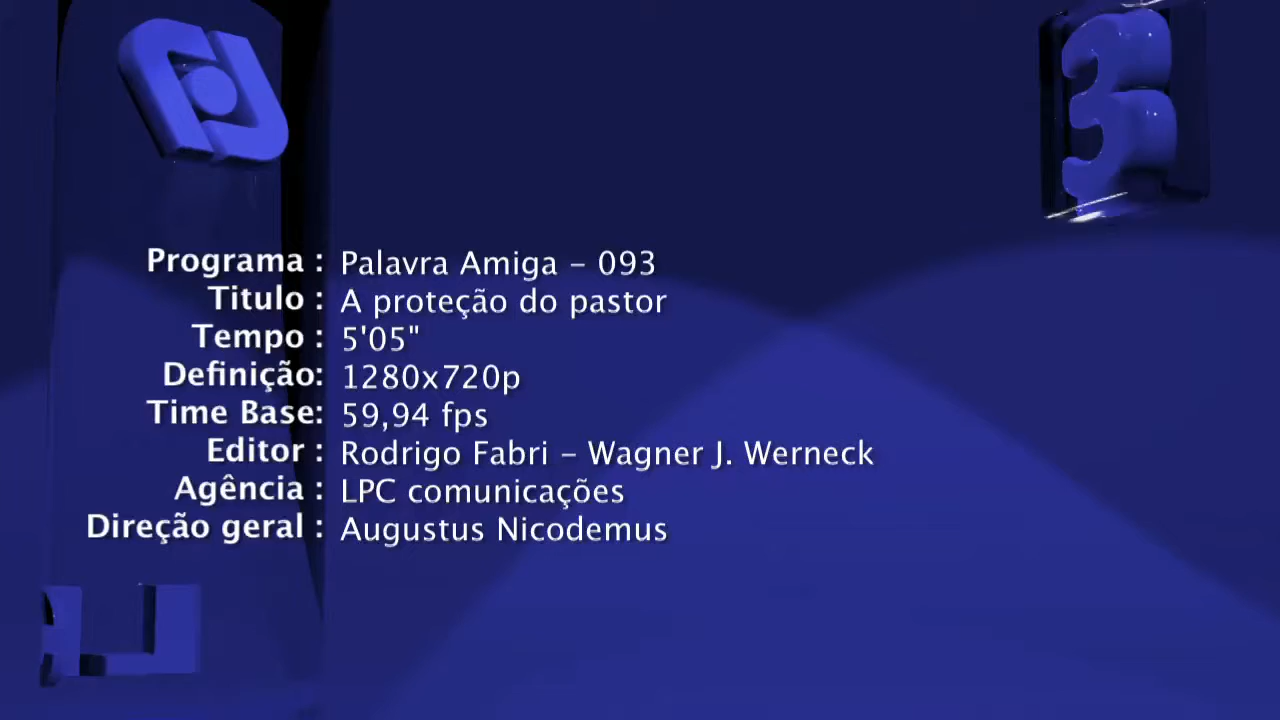 3
Programa : Palavra Amiga – 093
Titulo : A proteção do pastor
Tempo : 5'05"
Definição: 1280x720p
Time Base: 59,94 fps
Editor : Rodrigo Fabri – Wagner J. Werneck
Agência : LPC comunicações
Direção geral : Augustus Nicodemus